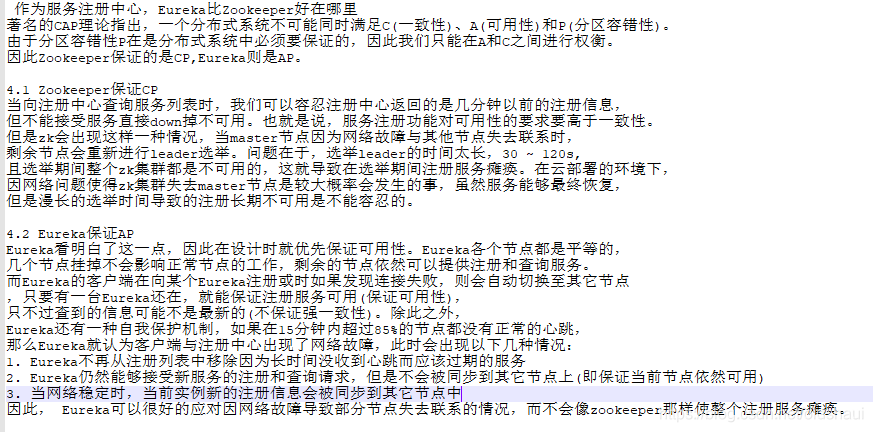 作为服务注册中心，Eureka比Zookeeper好在哪里
著名的CAP理论指出，一个分布式系统不可能同时满足C(一致性)、A(可用性)和P(分区容错性)。
由于分区容错性P在是分布式系统中必须要保证的，因此我们只能在A和C之间进行权衡。
因此Zookeeper保证的是CP,Eureka则是AP。
4.1 Zookeeper保证CP
当向注册中心查询服务列表时，我们可以容忍注册中心返回的是几分钟以前的注册信息，
但不能接受服务直接down掉不可用。也就是说，服务注册功能对可用性的要求要高于一致性。
但是zk会出现这样一种情况，当master节点因为网络故障与其他节点失去联系时，
剩余节点会重新进行leader选举。问题在于，选举leader的时间太长，30 ~ 120s,
且选举期间整个zk集群都是不可用的，这就导致在选举期间注册服务瘫痪。在云部署的环境下，
因网络问题使得zk集群失去master节点是较大概率会发生的事，虽然服务能够最终恢复，
但是漫长的选举时间导致的注册长期不可用是不能容忍的。
4.2 Eureka保证AP
Eureka看明白了这一点，因此在设计时就优先保证可用性。Eureka各个节点都是平等的，
几个节点挂掉不会影响正常节点的工作，剩余的节点依然可以提供注册和查询服务。
而Eureka的客户端在向某个Eureka注册或时如果发现连接失败，则会自动切换至其它节点
，只要有一台Eureka还在，就能保证注册服务可用(保证可用性)，
只不过查到的信息可能不是最新的(不保证强一致性)。除此之外，
Eureka还有一种自我保护机制，如果在15分钟内超过85%的节点都没有正常的心跳，
那么Eureka就认为客户端与注册中心出现了网络故障，此时会出现以下几种情况：
1. Eureka不再从注册列表中移除因为长时间没收到心跳而应该过期的服务
2. Eureka仍然能够接受新服务的注册和查询请求，但是不会被同步到其它节点上(即保证当前节点依然可用)
3. 当网络稳定时，当前实例新的注册信息会被同步到其它节点中
因此， Eureka可以很好的应对因网络故障导致部分节点失去联系的情况，而不会像zookeeper那样使整个注册服务瘫痪。